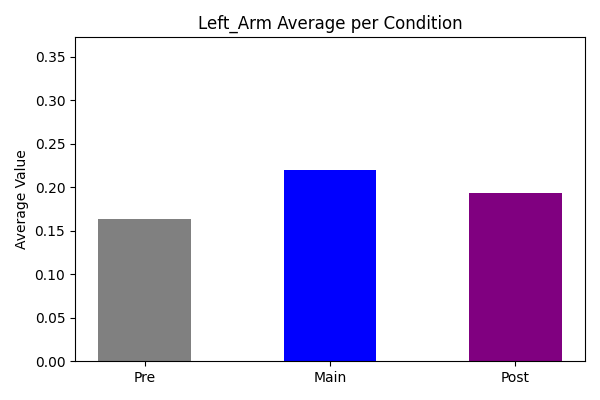 Left_Arm Average per Condition
Average Value
0.35
0.30
0.25
0.20
0.15
0.10
0.05
0.00
Pre
Main
Post